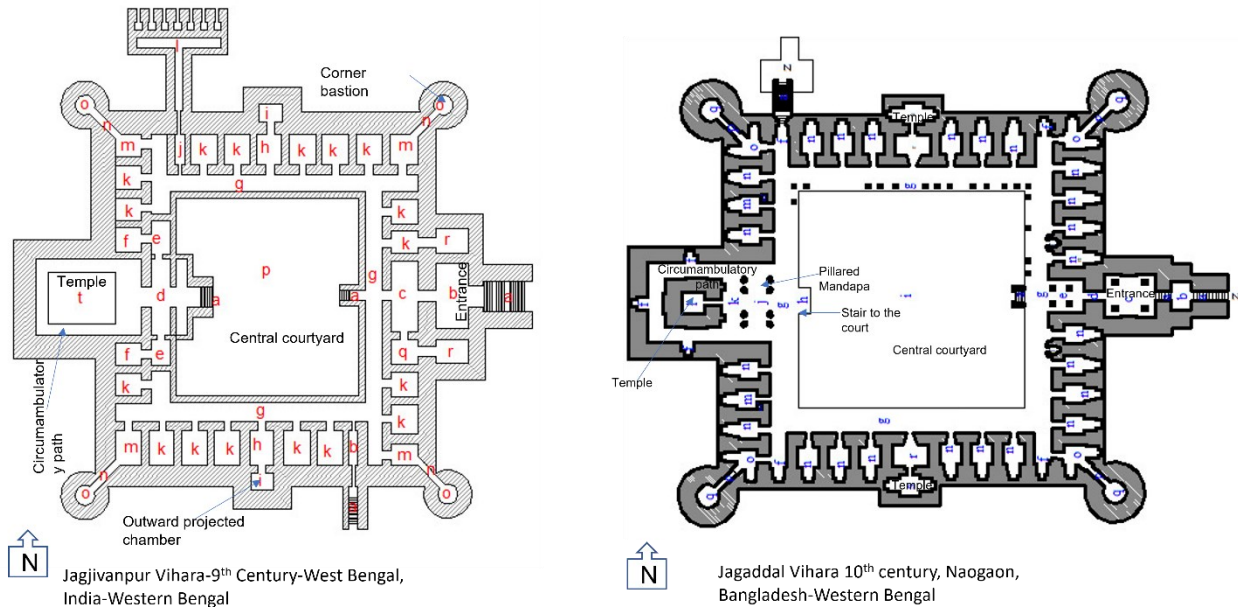 l
Corner
bastion
o
o
n
i
n
m
j
k
k
h
k
k
k
m
k
g
k
k
k
f
e
r
Temple
p
g
t
d
a
a
c
b
Entrance
a
Central courtyard
f
e
q
r
k
k
g
k
m
k
k
k
h
k
k
b
m
n
i
n
o
o
Circumambulator
y path
Outward projected
chamber
N
Jagjivanpur Vihara-9th Century-West Bengal,
India-Western Bengal
z
q
Temple
q
o
f
n
n
n
r
n
n
n
f
o
n
n
g
m
n
n
n
Circumambulatory
path
Pillared
Mandapa
k
j
g
h
i
g
e
d
c
Entrance
b
Stair to the
court
Central courtyard
Temple
n
m
n
n
n
n
g
o
f
n
n
n
r
n
n
n
f
o
q
Temple
q
N
Jagaddal Vihara 10th century, Naogaon,
Bangladesh-Western Bengal